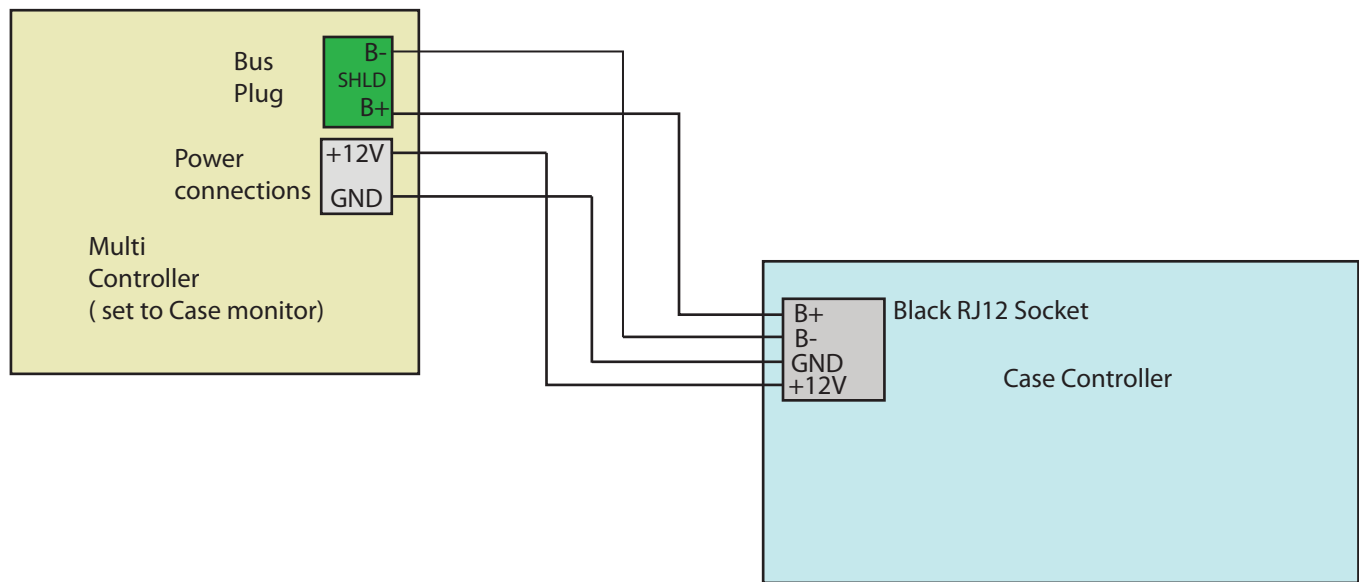 Bus
Plug
B-
SHLD
B+
Power
connections
+12V
GND
Multi
Controller
( set to Case monitor)
B+
B-
GND
+12V
Black RJ12 Socket
Case Controller